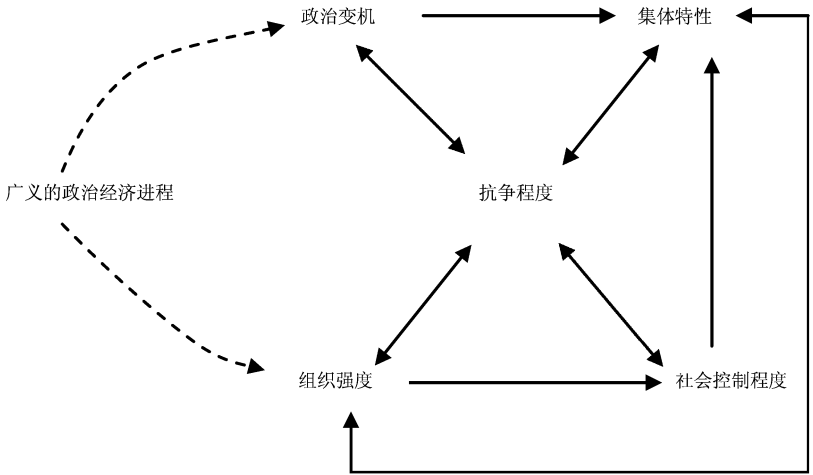 政治变机
集体特性
广义的政治经济进程
抗争程度
组织强度
社会控制程度